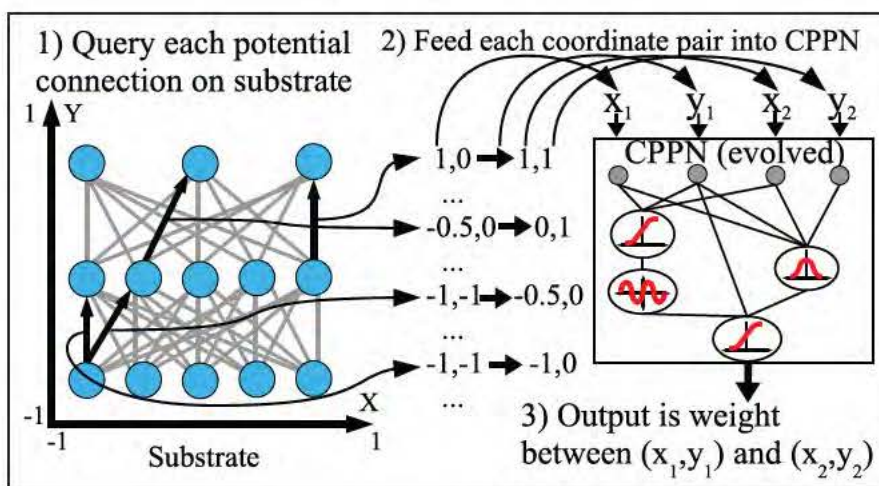 1) Query each potential
connection on substrate
2) Feed each coordinate pair into CPPN
1 Y
x₁ y₁ x₂ y₂
CPPN (evolved)
1,0 1,1
...
-0.5,0 0,1
...
-1,-1 -0.5,0
...
-1,-1 -1,0
...
-1
X
-1 1
Substrate
3) Output is weight
between (x₁,y₁) and (x₂,y₂)